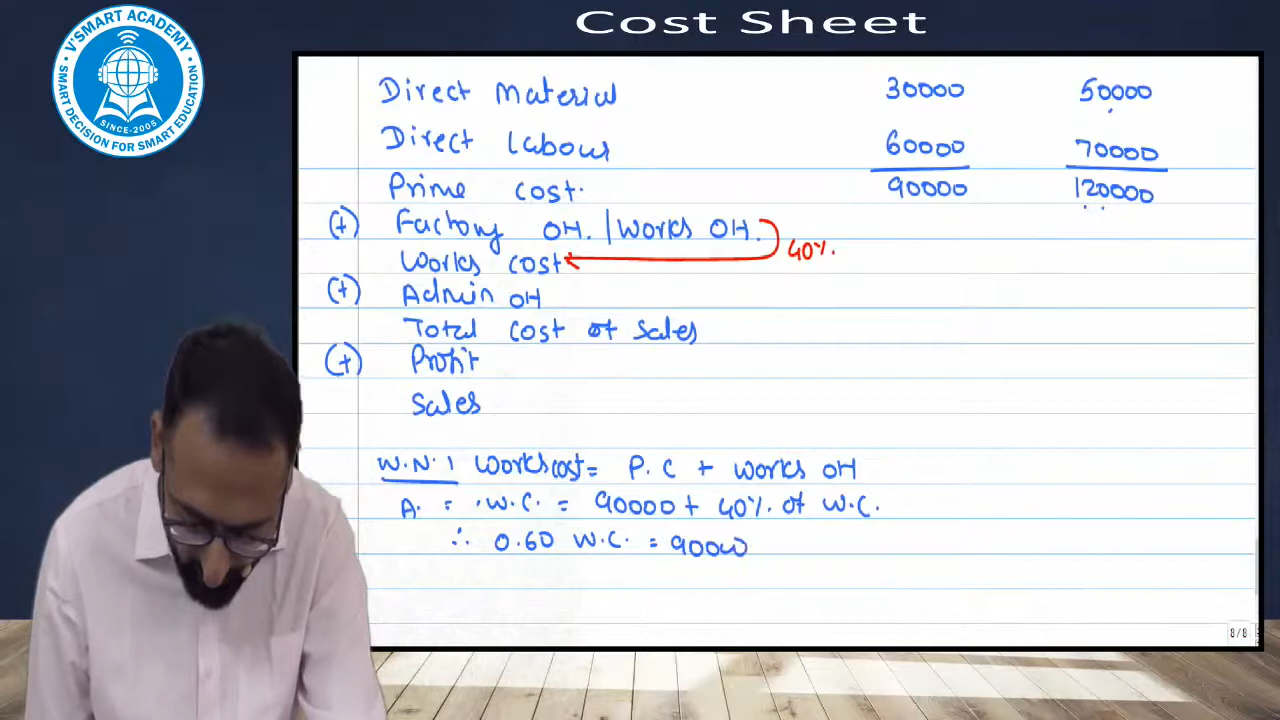 Cost Sheet
V'SMART ACADEMY
SINCE-2005
SMART DECISION FOR SMART EDUCATION
Direct Material 30000 50000
Direct labour 60000 70000
Prime cost. 90000 120000
(+) Factory OH. | Works OH. 40%.
Works cost
(+) Admin OH
Total cost of sales
(+) Profit
Sales
W.N.1 Works cost = P.C + works OH
A. = W.C. = 90000 + 40%. of W.C.
∴ 0.60 W.C. = 90000
8/8